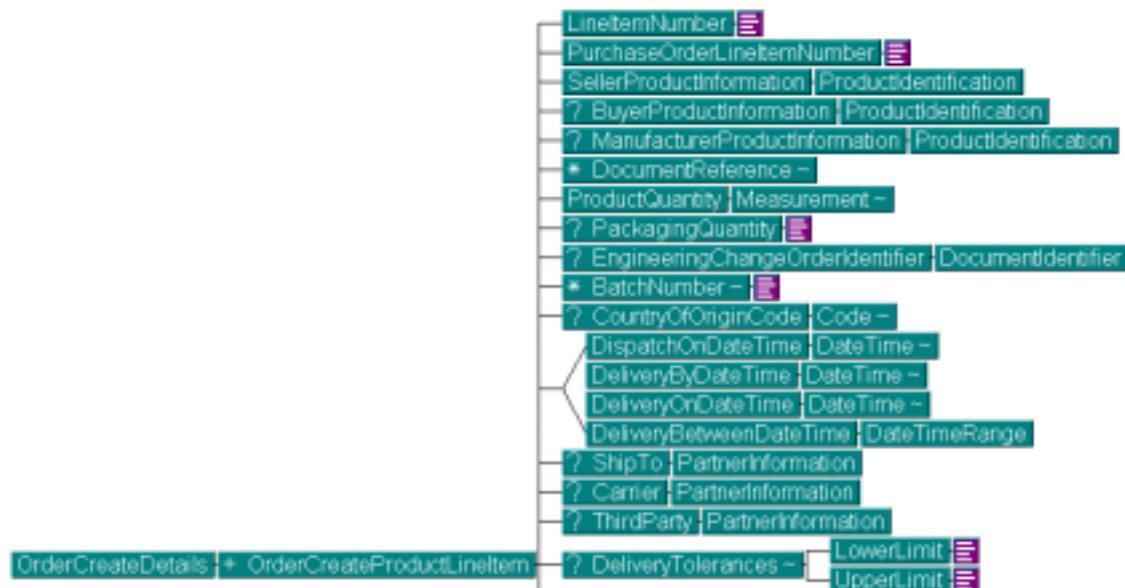 LineItemNumber
PurchaseOrderLineItemNumber
SellerProductInformation ProductIdentification
? BuyerProductInformation ProductIdentification
? ManufacturerProductInformation ProductIdentification
* DocumentReference ~
ProductQuantity Measurement ~
? PackagingQuantity
? EngineeringChangeOrderIdentifier DocumentIdentifier
* BatchNumber ~
? CountryOfOriginCode Code ~
DispatchOnDateTime DateTime ~
DeliveryByDateTime DateTime ~
DeliveryOnDateTime DateTime ~
DeliveryBetweenDateTime DateTimeRange
? ShipTo PartnerInformation
? Carrier PartnerInformation
? ThirdParty PartnerInformation
OrderCreateDetails + OrderCreateProductLineItem ? DeliveryTolerances ~ LowerLimit
UpperLimit